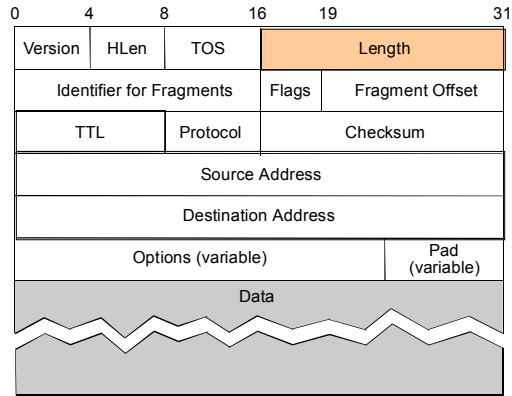 0 4 8 16 19 31
Version HLen TOS Length
Identifier for Fragments Flags Fragment Offset
TTL Protocol Checksum
Source Address
Destination Address
Options (variable) Pad
(variable)
Data